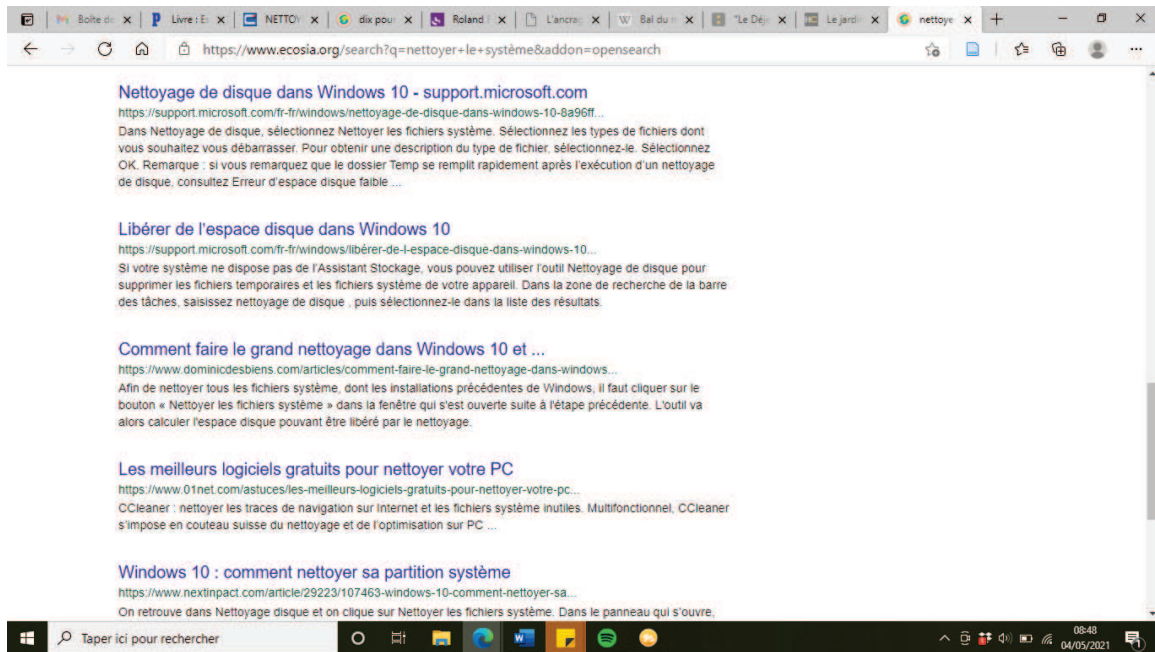 Boîte de
Livre : E
NETTOY
dix pour
Roland
L'ancrag
Bal du m
"Le Déj
Le jardi
nettoye
https://www.ecosia.org/search?q=nettoyer+le+système&addon=opensearch
Nettoyage de disque dans Windows 10 - support.microsoft.com
https://support.microsoft.com/fr-fr/windows/nettoyage-de-disque-dans-windows-10-8a96ff...
Dans Nettoyage de disque, sélectionnez Nettoyer les fichiers système. Sélectionnez les types de fichiers dont
vous souhaitez vous débarrasser. Pour obtenir une description du type de fichier, sélectionnez-le. Sélectionnez
OK. Remarque : si vous remarquez que le dossier Temp se remplit rapidement après l'exécution d'un nettoyage
de disque, consultez Erreur d'espace disque faible ...
Libérer de l'espace disque dans Windows 10
https://support.microsoft.com/fr-fr/windows/libérer-de-l-espace-disque-dans-windows-10...
Si votre système ne dispose pas de l'Assistant Stockage, vous pouvez utiliser l'outil Nettoyage de disque pour
supprimer les fichiers temporaires et les fichiers système de votre appareil. Dans la zone de recherche de la barre
des tâches, saisissez nettoyage de disque , puis sélectionnez-le dans la liste des résultats.
Comment faire le grand nettoyage dans Windows 10 et ...
https://www.dominicdesbiens.com/articles/comment-faire-le-grand-nettoyage-dans-windows...
Afin de nettoyer tous les fichiers système, dont les installations précédentes de Windows, il faut cliquer sur le
bouton « Nettoyer les fichiers système » dans la fenêtre qui s'est ouverte suite à l'étape précédente. L'outil va
alors calculer l'espace disque pouvant être libéré par le nettoyage.
Les meilleurs logiciels gratuits pour nettoyer votre PC
https://www.01net.com/astuces/les-meilleurs-logiciels-gratuits-pour-nettoyer-votre-pc...
CCleaner : nettoyer les traces de navigation sur Internet et les fichiers système inutiles. Multifonctionnel, CCleaner
s'impose en couteau suisse du nettoyage et de l'optimisation sur PC ...
Windows 10 : comment nettoyer sa partition système
https://www.nextinpact.com/article/29223/107463-windows-10-comment-nettoyer-sa...
On retrouve dans Nettoyage disque et on clique sur Nettoyer les fichiers système. Dans le panneau qui s'ouvre,
Taper ici pour rechercher
08:48
04/05/2021